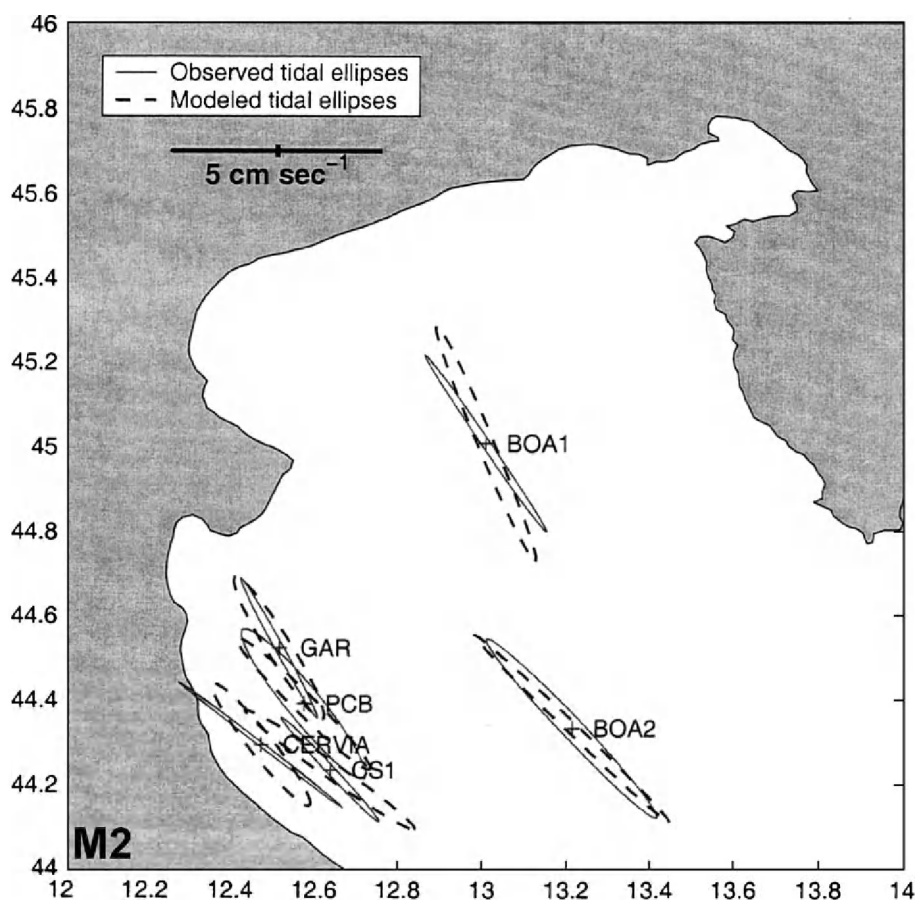 46
45.8
45.6
45.4
45.2
45
44.8
44.6
44.4
44.2
44
Observed tidal ellipses
Modeled tidal ellipses
5 cm sec⁻¹
BOA1
GAR
PCB
BOA2
CERVIA
CS1
M2
12 12.2 12.4 12.6 12.8 13 13.2 13.4 13.6 13.8 14